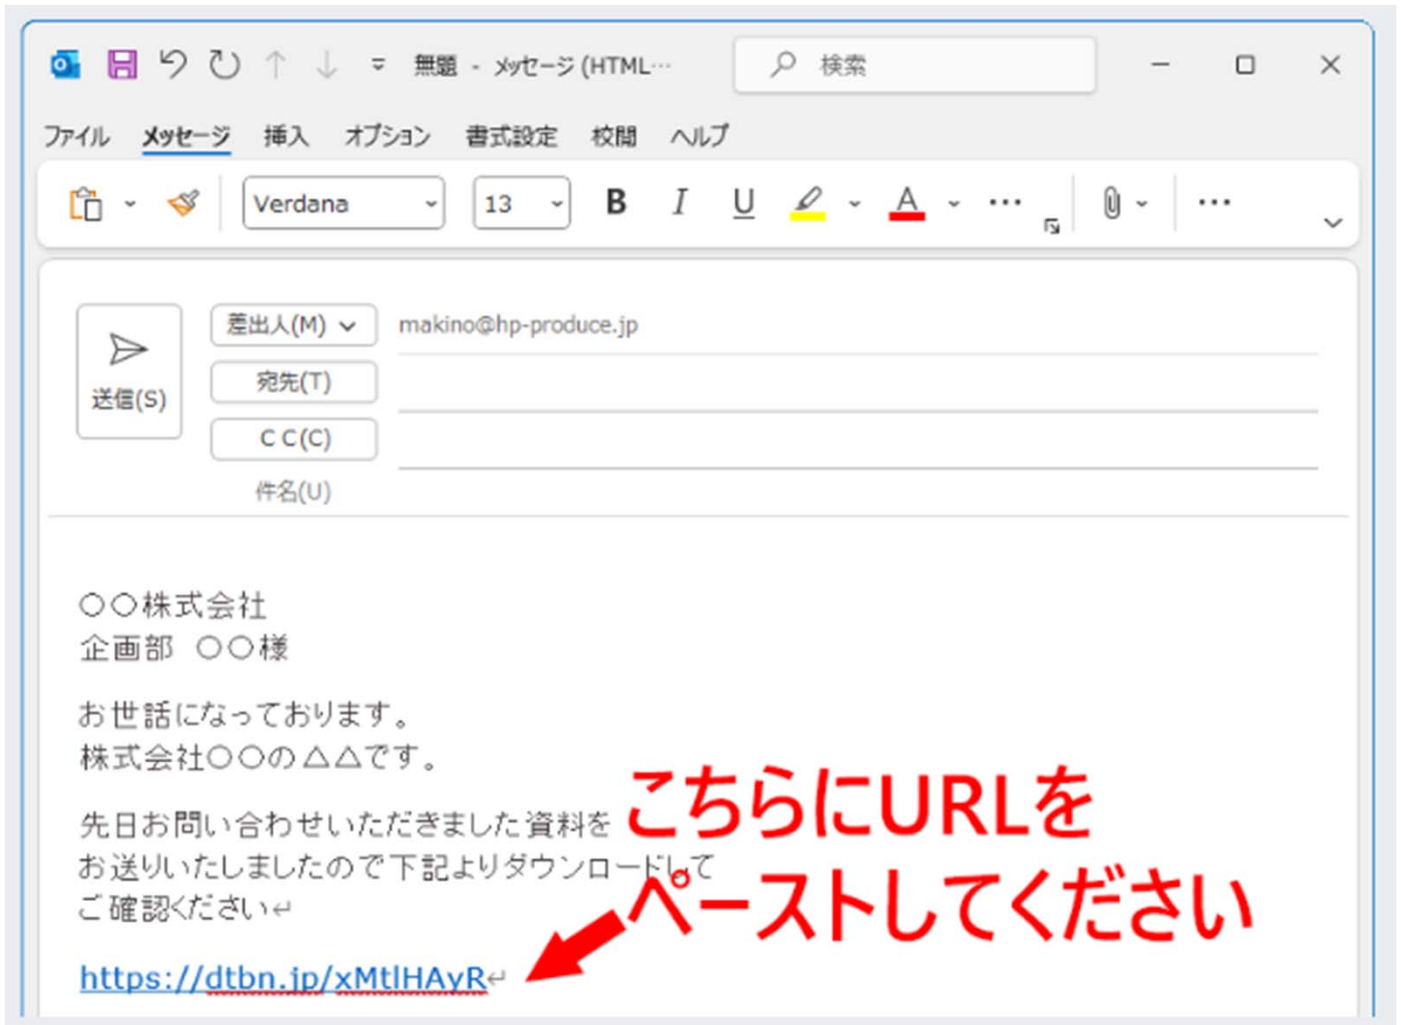 無題 - メッセージ (HTML…
検索
ファイル メッセージ 挿入 オプション 書式設定 校閲 ヘルプ
Verdana 13 B I U A
差出人(M) makino@hp-produce.jp
宛先(T)
送信(S)
ＣＣ(C)
件名(U)
〇〇株式会社
企画部 〇〇様
お世話になっております。
株式会社〇〇の△△です。
先日お問い合わせいただきました資料を
お送りいたしましたので下記よりダウンロードして
ご確認ください↵
こちらにURLを
ペーストしてください
https://dtbn.jp/xMtlHAyR↵